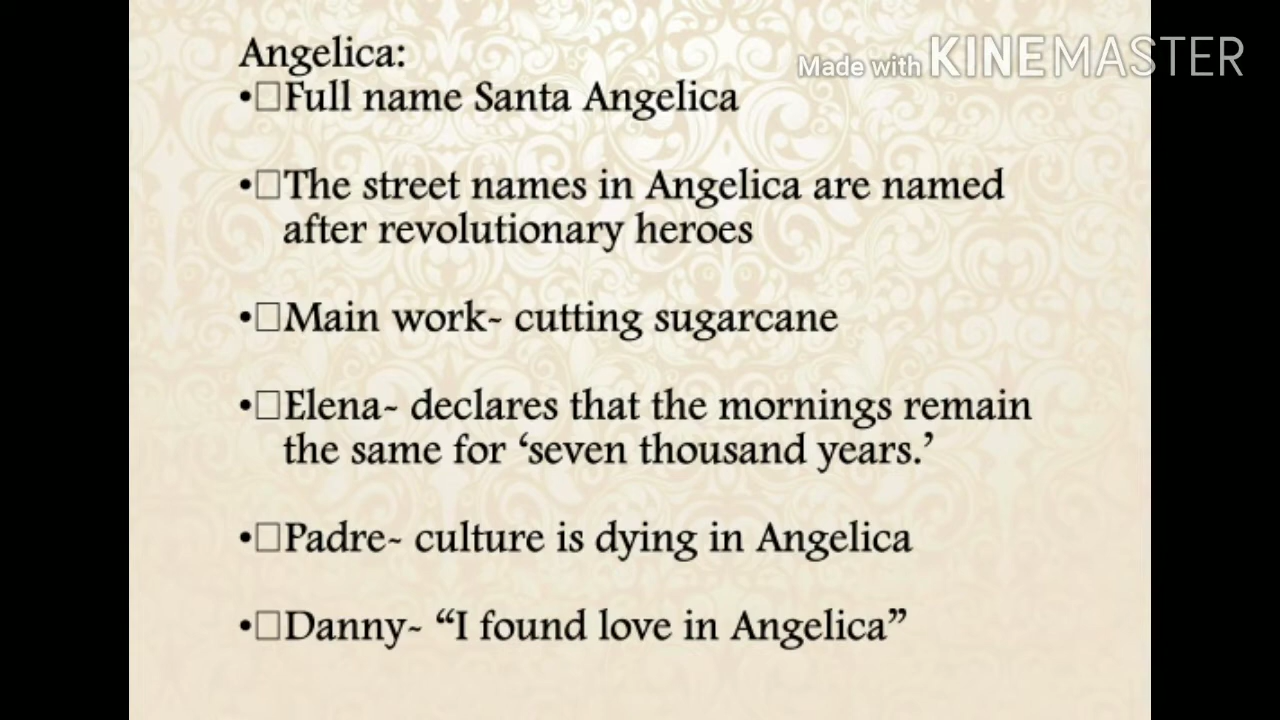 Made with KINEMASTER
Angelica:
•□Full name Santa Angelica
•□The street names in Angelica are named
after revolutionary heroes
•□Main work- cutting sugarcane
•□Elena- declares that the mornings remain
the same for ‘seven thousand years.’
•□Padre- culture is dying in Angelica
•□Danny- “I found love in Angelica”